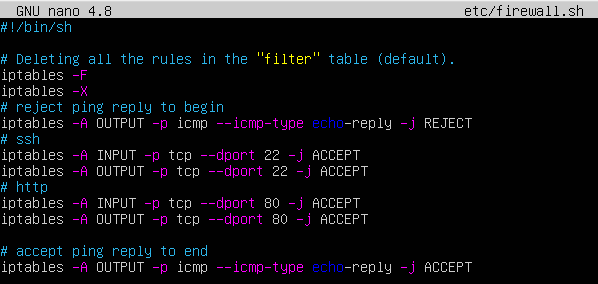 GNU nano 4.8 etc/firewall.sh
#!/bin/sh
# Deleting all the rules in the "filter" table (default).
iptables -F
iptables -X
# reject ping reply to begin
iptables -A OUTPUT -p icmp --icmp-type echo-reply -j REJECT
# ssh
iptables -A INPUT -p tcp --dport 22 -j ACCEPT
iptables -A OUTPUT -p tcp --dport 22 -j ACCEPT
# http
iptables -A INPUT -p tcp --dport 80 -j ACCEPT
iptables -A OUTPUT -p tcp --dport 80 -j ACCEPT
# accept ping reply to end
iptables -A OUTPUT -p icmp --icmp-type echo-reply -j ACCEPT